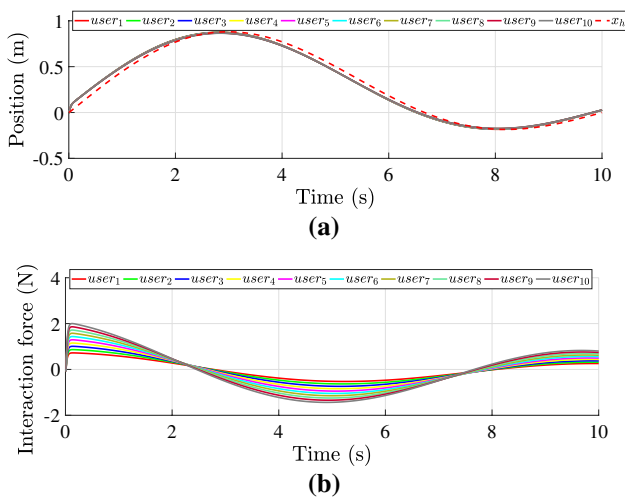 user₁ user₂ user₃ user₄ user₅ user₆ user₇ user₈ user₉ user₁₀ x_h
Position (m)
1
0.5
0
-0.5
0 2 4 6 8 10
Time (s)
(a)
user₁ user₂ user₃ user₄ user₅ user₆ user₇ user₈ user₉ user₁₀
Interaction force (N)
4
2
0
-2
0 2 4 6 8 10
Time (s)
(b)